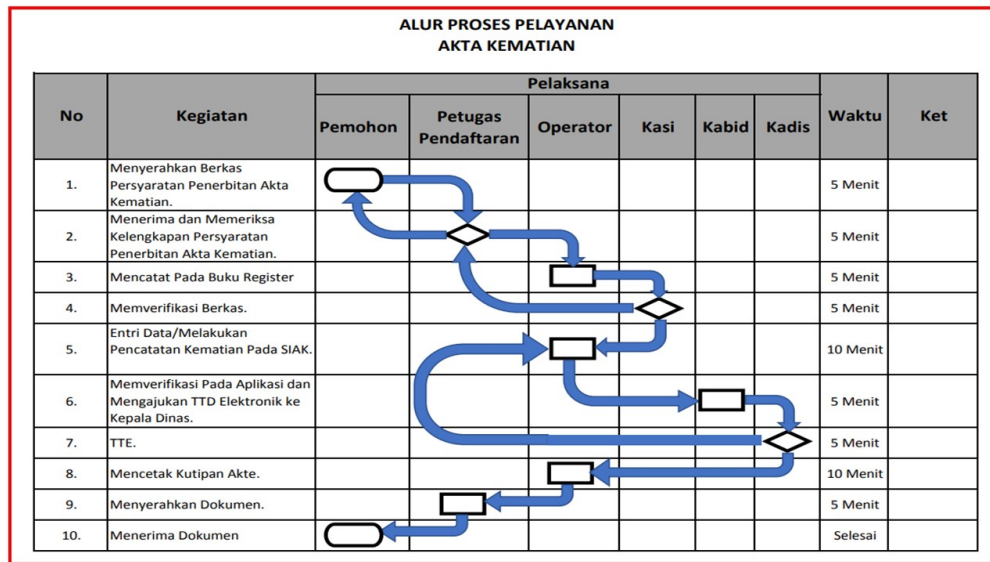 ALUR PROSES PELAYANAN
AKTA KEMATIAN
No
Kegiatan
Pelaksana
Waktu
Ket
Pemohon
Petugas
Pendaftaran
Operator
Kasi
Kabid
Kadis
1.
Menyerahkan Berkas
Persyaratan Penerbitan Akta
Kematian.
5 Menit
2.
Menerima dan Memeriksa
Kelengkapan Persyaratan
Penerbitan Akta Kematian.
5 Menit
3.
Mencatat Pada Buku Register
5 Menit
4.
Memverifikasi Berkas.
5 Menit
5.
Entri Data/Melakukan
Pencatatan Kematian Pada SIAK.
10 Menit
6.
Memverifikasi Pada Aplikasi dan
Mengajukan TTD Elektronik ke
Kepala Dinas.
5 Menit
7.
TTE.
5 Menit
8.
Mencetak Kutipan Akte.
10 Menit
9.
Menyerahkan Dokumen.
5 Menit
10.
Menerima Dokumen
Selesai